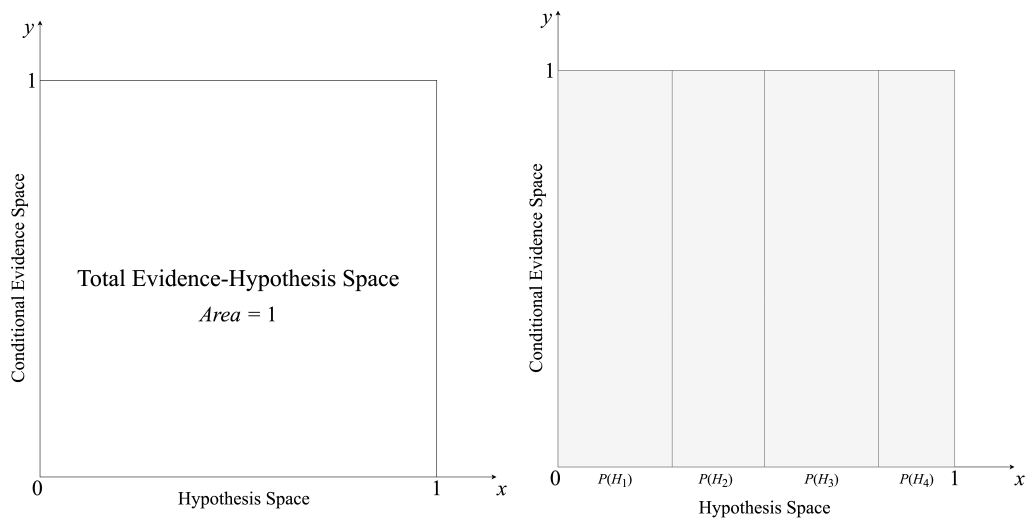 y
1
Conditional Evidence Space
Total Evidence-Hypothesis Space
Area = 1
0
1
x
Hypothesis Space
y
1
Conditional Evidence Space
0
P(H₁)
P(H₂)
P(H₃)
P(H₄)
1
x
Hypothesis Space